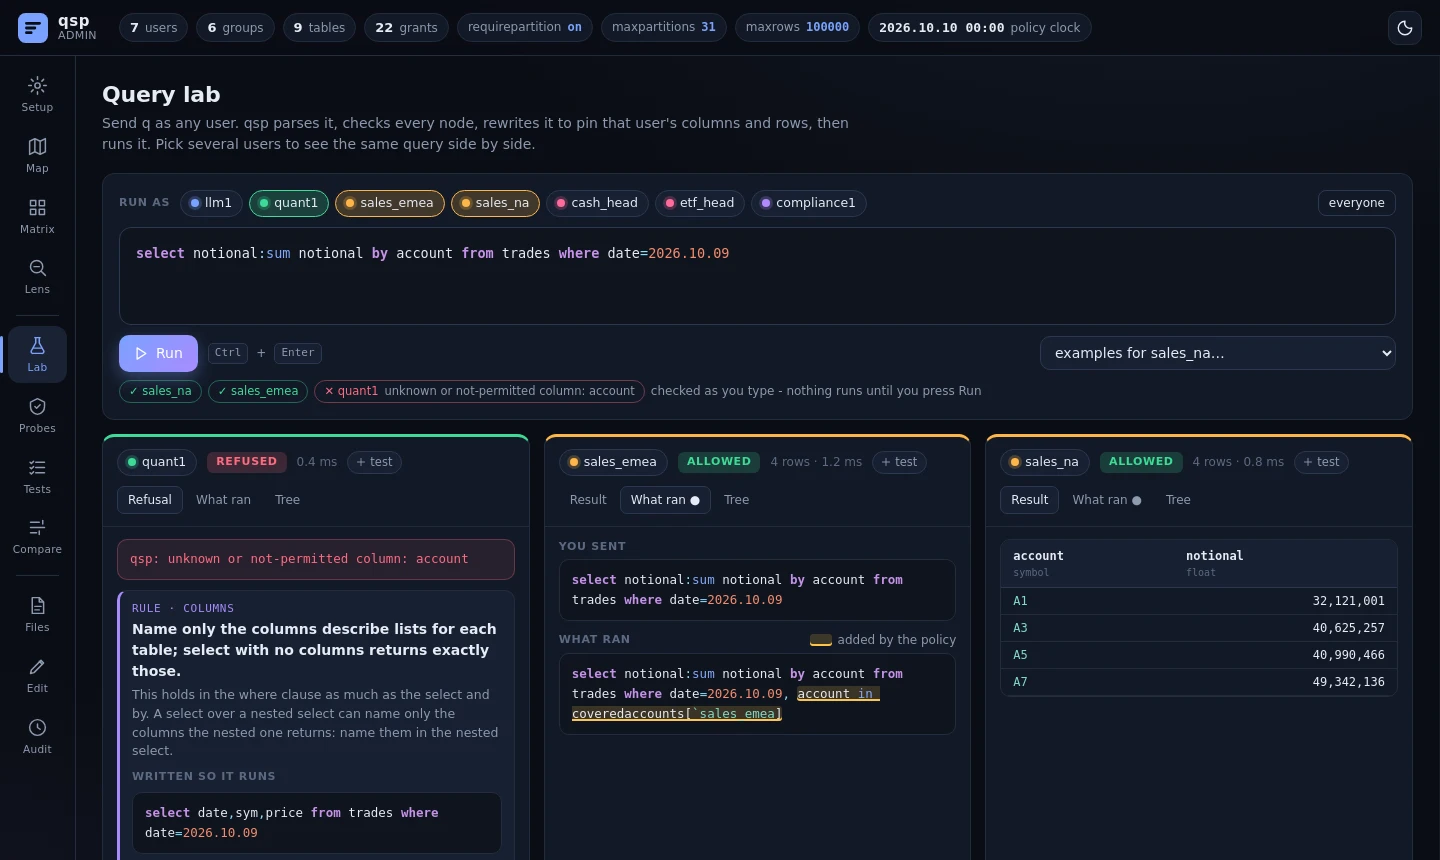 qsp
ADMIN
7 users
6 groups
9 tables
22 grants
requirepartition on
maxpartitions 31
maxrows 100000
2026.10.10 00:00 policy clock
Setup
Map
Matrix
Lens
Lab
Probes
Tests
Compare
Files
Edit
Audit
Query lab
Send q as any user. qsp parses it, checks every node, rewrites it to pin that user's columns and rows, then
runs it. Pick several users to see the same query side by side.
RUN AS
llm1
quant1
sales_emea
sales_na
cash_head
etf_head
compliance1
everyone
select notional:sum notional by account from trades where date=2026.10.09
Run
Ctrl + Enter
examples for sales_na…
✓ sales_na
✓ sales_emea
✕ quant1 unknown or not-permitted column: account
checked as you type - nothing runs until you press Run
quant1
REFUSED
0.4 ms
+ test
Refusal
What ran
Tree
qsp: unknown or not-permitted column: account
RULE · COLUMNS
Name only the columns describe lists for each
table; select with no columns returns exactly
those.
This holds in the where clause as much as the select and
by. A select over a nested select can name only the
columns the nested one returns: name them in the nested
select.
WRITTEN SO IT RUNS
select date,sym,price from trades where
date=2026.10.09
sales_emea
ALLOWED
4 rows · 1.2 ms
+ test
Result
What ran ●
Tree
YOU SENT
select notional:sum notional by account from
trades where date=2026.10.09
WHAT RAN
added by the policy
select notional:sum notional by account from
trades where date=2026.10.09, account in
coveredaccounts[`sales_emea]
sales_na
ALLOWED
4 rows · 0.8 ms
+ test
Result
What ran ●
Tree
account notional
symbol float
A1 32,121,001
A3 40,625,257
A5 40,990,466
A7 49,342,136